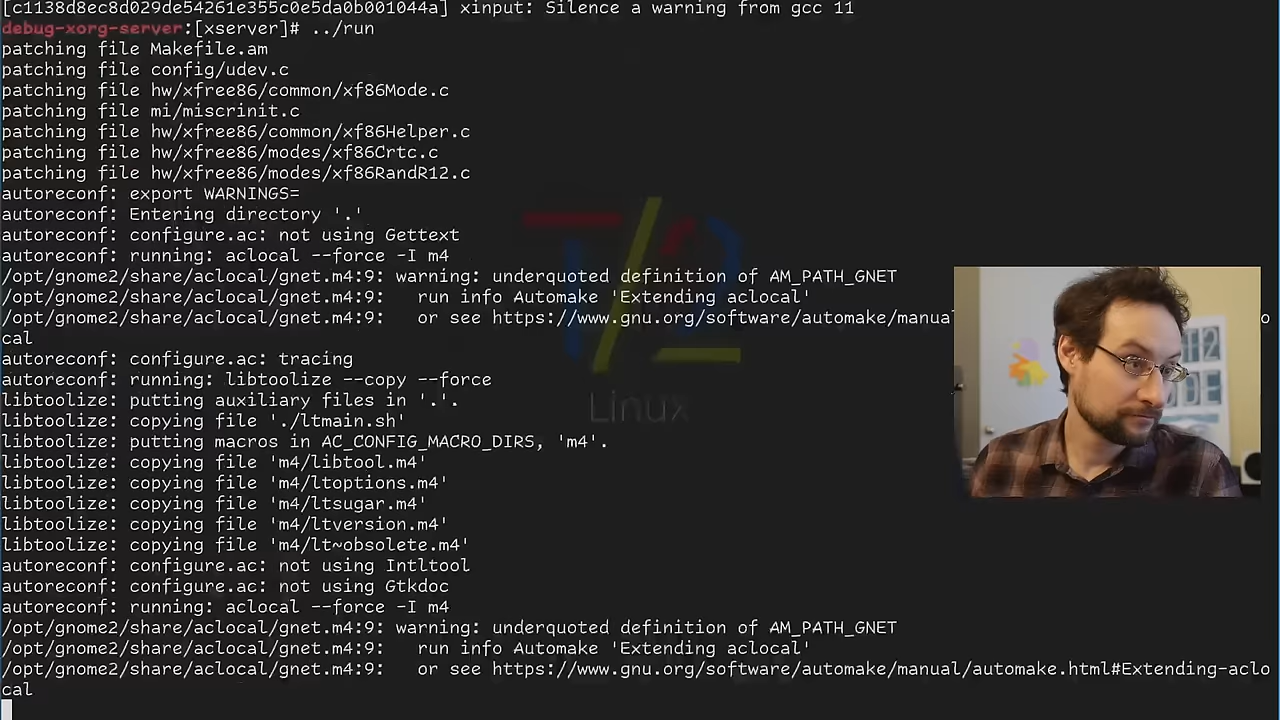 [c1138d8ec8d029de54261e355c0e5da0b001044a] xinput: Silence a warning from gcc 11
debug-xorg-server:[xserver]# ../run
patching file Makefile.am
patching file config/udev.c
patching file hw/xfree86/common/xf86Mode.c
patching file mi/miscrinit.c
patching file hw/xfree86/common/xf86Helper.c
patching file hw/xfree86/modes/xf86Crtc.c
patching file hw/xfree86/modes/xf86RandR12.c
autoreconf: export WARNINGS=
autoreconf: Entering directory '.'
autoreconf: configure.ac: not using Gettext
autoreconf: running: aclocal --force -I m4
/opt/gnome2/share/aclocal/gnet.m4:9: warning: underquoted definition of AM_PATH_GNET
/opt/gnome2/share/aclocal/gnet.m4:9:   run info Automake 'Extending aclocal'
/opt/gnome2/share/aclocal/gnet.m4:9:   or see https://www.gnu.org/software/automake/manual
o
cal
autoreconf: configure.ac: tracing
autoreconf: running: libtoolize --copy --force
libtoolize: putting auxiliary files in '.'.
libtoolize: copying file './ltmain.sh'
libtoolize: putting macros in AC_CONFIG_MACRO_DIRS, 'm4'.
libtoolize: copying file 'm4/libtool.m4'
libtoolize: copying file 'm4/ltoptions.m4'
libtoolize: copying file 'm4/ltsugar.m4'
libtoolize: copying file 'm4/ltversion.m4'
libtoolize: copying file 'm4/lt~obsolete.m4'
autoreconf: configure.ac: not using Intltool
autoreconf: configure.ac: not using Gtkdoc
autoreconf: running: aclocal --force -I m4
/opt/gnome2/share/aclocal/gnet.m4:9: warning: underquoted definition of AM_PATH_GNET
/opt/gnome2/share/aclocal/gnet.m4:9:   run info Automake 'Extending aclocal'
/opt/gnome2/share/aclocal/gnet.m4:9:   or see https://www.gnu.org/software/automake/manual/automake.html#Extending-aclo
cal
T/2
Linux